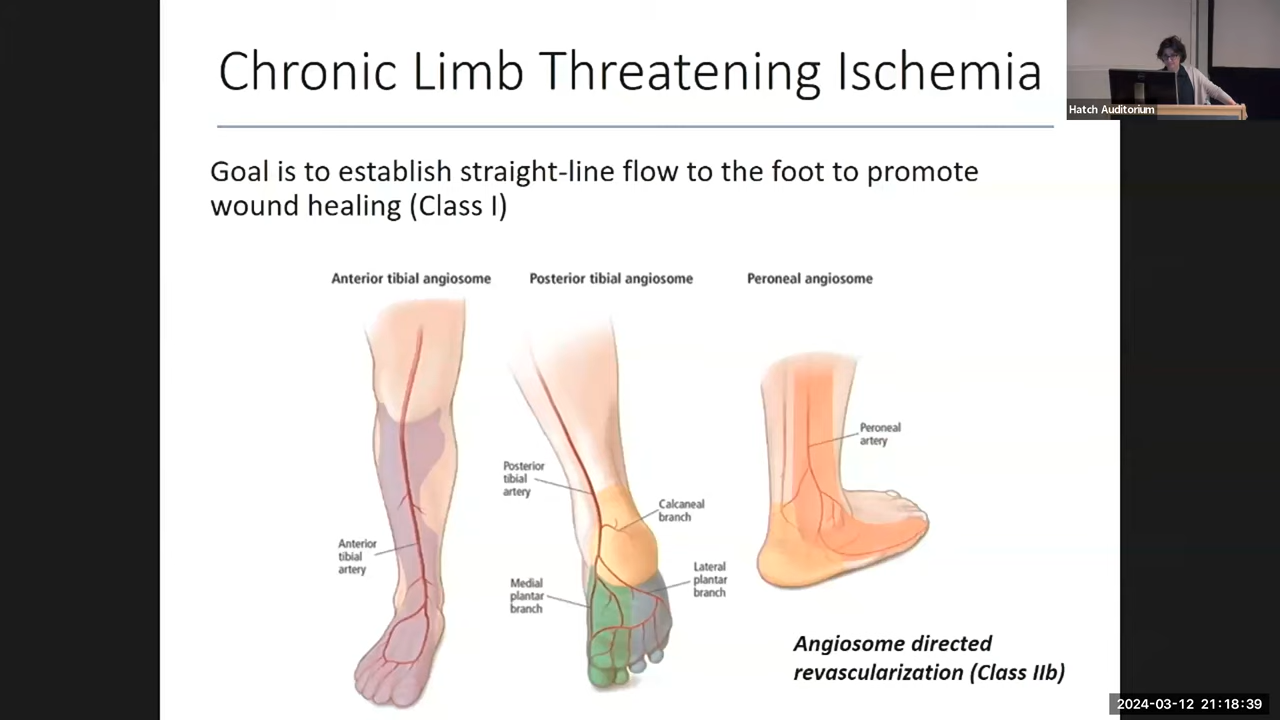 Chronic Limb Threatening Ischemia
Hatch Auditorium
Goal is to establish straight-line flow to the foot to promote
wound healing (Class I)
Anterior tibial angiosome
Posterior tibial angiosome
Peroneal angiosome
Anterior
tibial
artery
Posterior
tibial
artery
Calcaneal
branch
Medial
plantar
branch
Lateral
plantar
branch
Peroneal
artery
Angiosome directed
revascularization (Class IIb)
2024-03-12 21:18:39